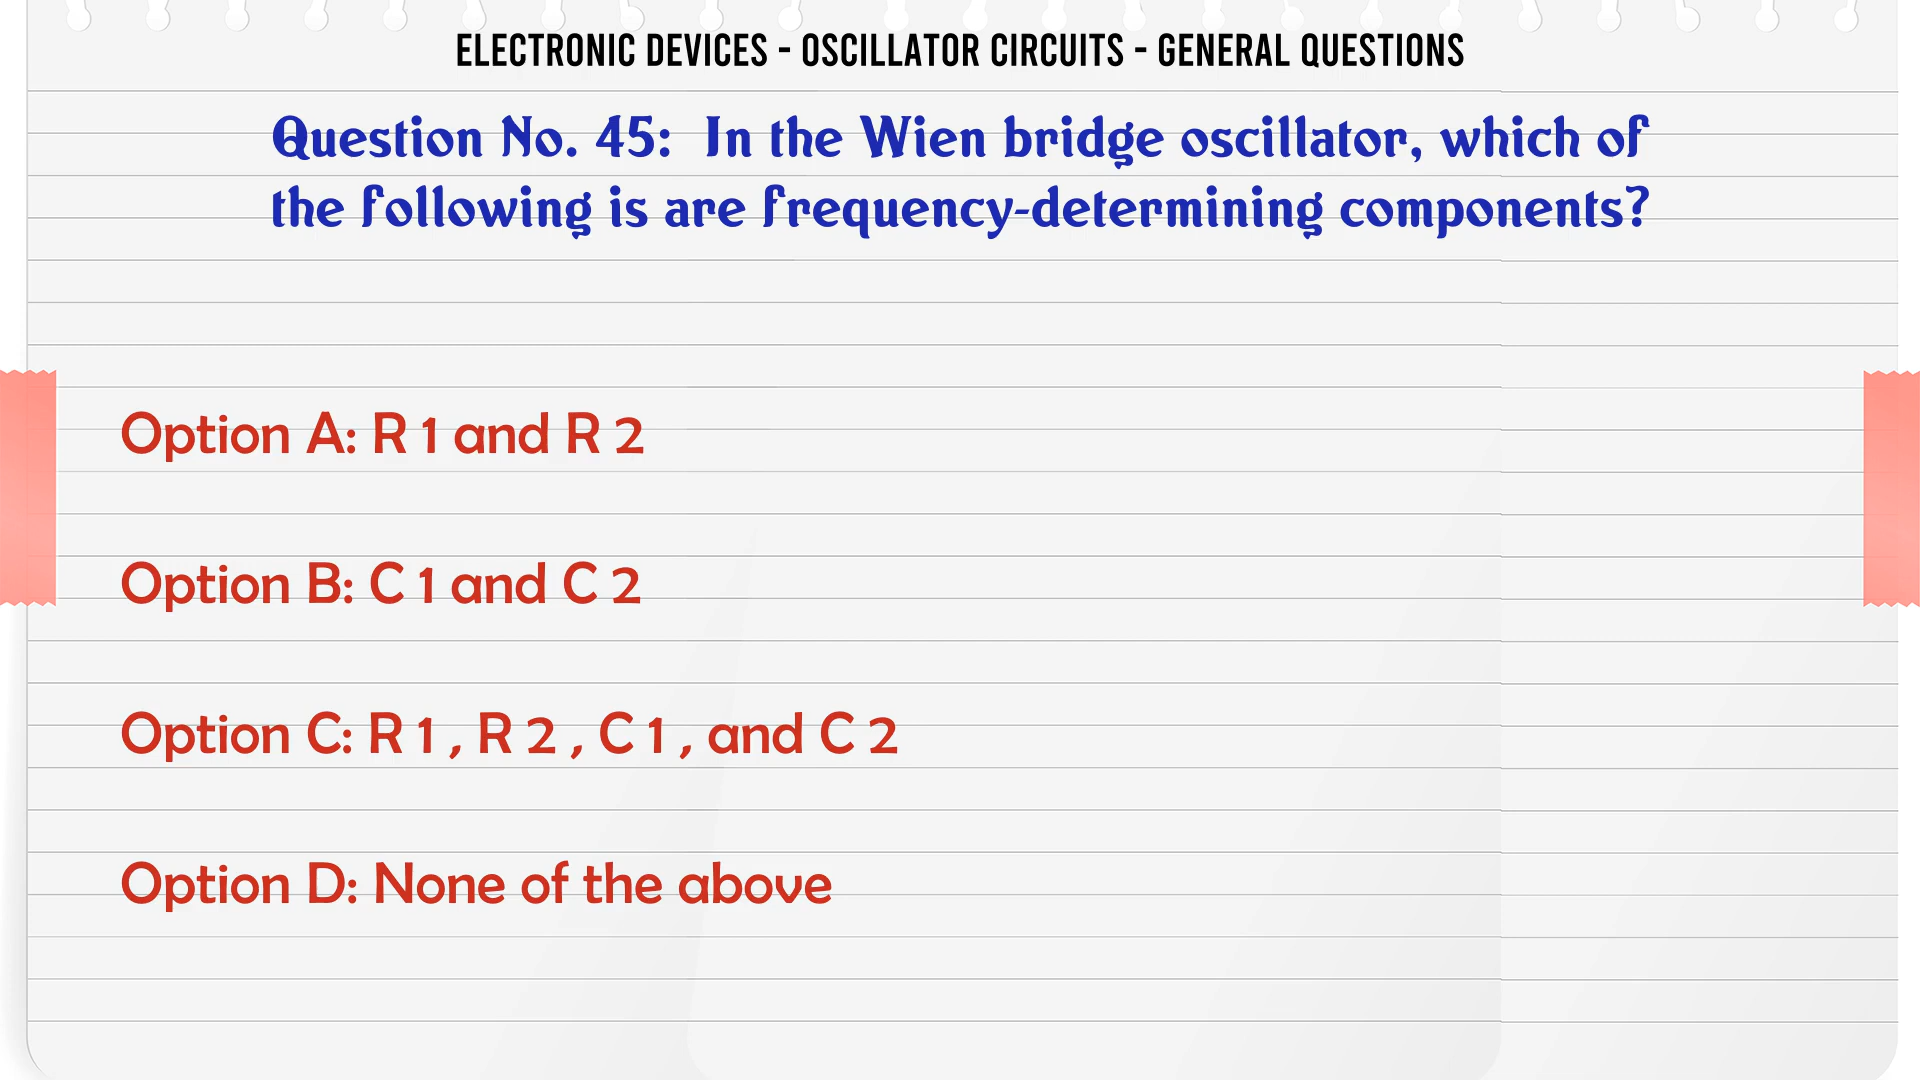 ELECTRONIC DEVICES - OSCILLATOR CIRCUITS - GENERAL QUESTIONS
Question No. 45: In the Wien bridge oscillator, which of
the following is are frequency-determining components?
Option A: R 1 and R 2
Option B: C 1 and C 2
Option C: R 1 , R 2 , C 1 , and C 2
Option D: None of the above